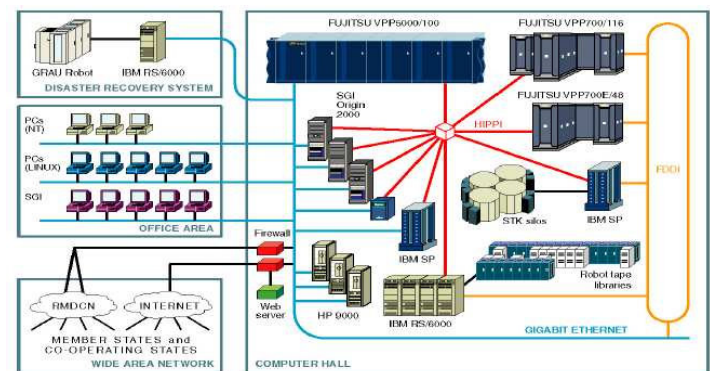 GRAU Robot
IBM RS/6000
DISASTER RECOVERY SYSTEM
PCs
(NT)
PCs
(LINUX)
SGI
OFFICE AREA
Firewall
Web
server
RMDCN
INTERNET
MEMBER STATES and
CO-OPERATING STATES
WIDE AREA NETWORK
FUJITSU VPP5000/100
FUJITSU VPP700/116
SGI
Origin
2000
HIPPI
FUJITSU VPP700E/48
FDDI
STK silos
IBM SP
IBM SP
Robot tape
libraries
HP 9000
IBM RS/6000
GIGABIT ETHERNET
COMPUTER HALL